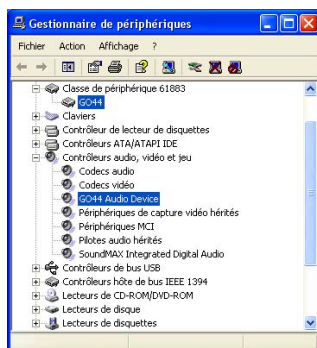 Gestionnaire de périphériques
Fichier Action Affichage ?
Classe de périphérique 61883
GO44
Claviers
Contrôleur de lecteur de disquettes
Contrôleurs ATA/ATAPI IDE
Contrôleurs audio, vidéo et jeu
Codecs audio
Codecs vidéo
GO44 Audio Device
Périphériques de capture vidéo hérités
Périphériques MCI
Pilotes audio hérités
SoundMAX Integrated Digital Audio
Contrôleurs de bus USB
Contrôleurs hôte de bus IEEE 1394
Lecteurs de CD-ROM/DVD-ROM
Lecteurs de disque
Lecteurs de disquettes